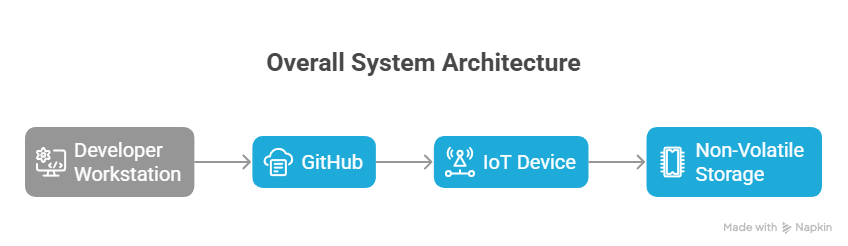 Overall System Architecture
Developer
Workstation
GitHub
IoT Device
Non-Volatile
Storage
Made with Napkin